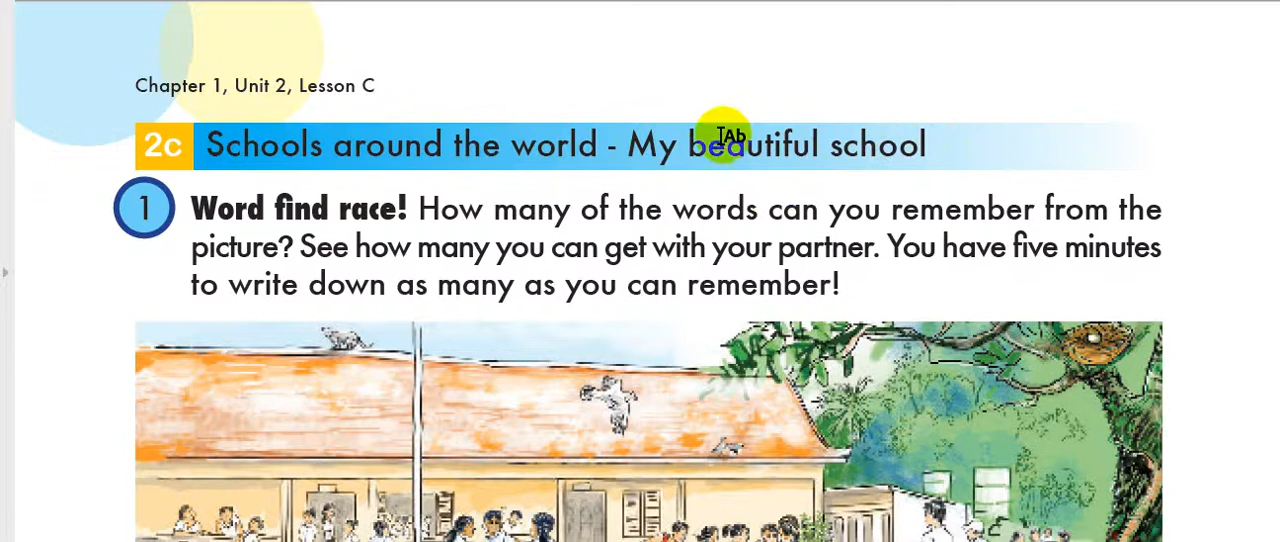 Chapter 1, Unit 2, Lesson C
2c Schools around the world - My beautiful school
1 Word find race! How many of the words can you remember from the
picture? See how many you can get with your partner. You have five minutes
to write down as many as you can remember!